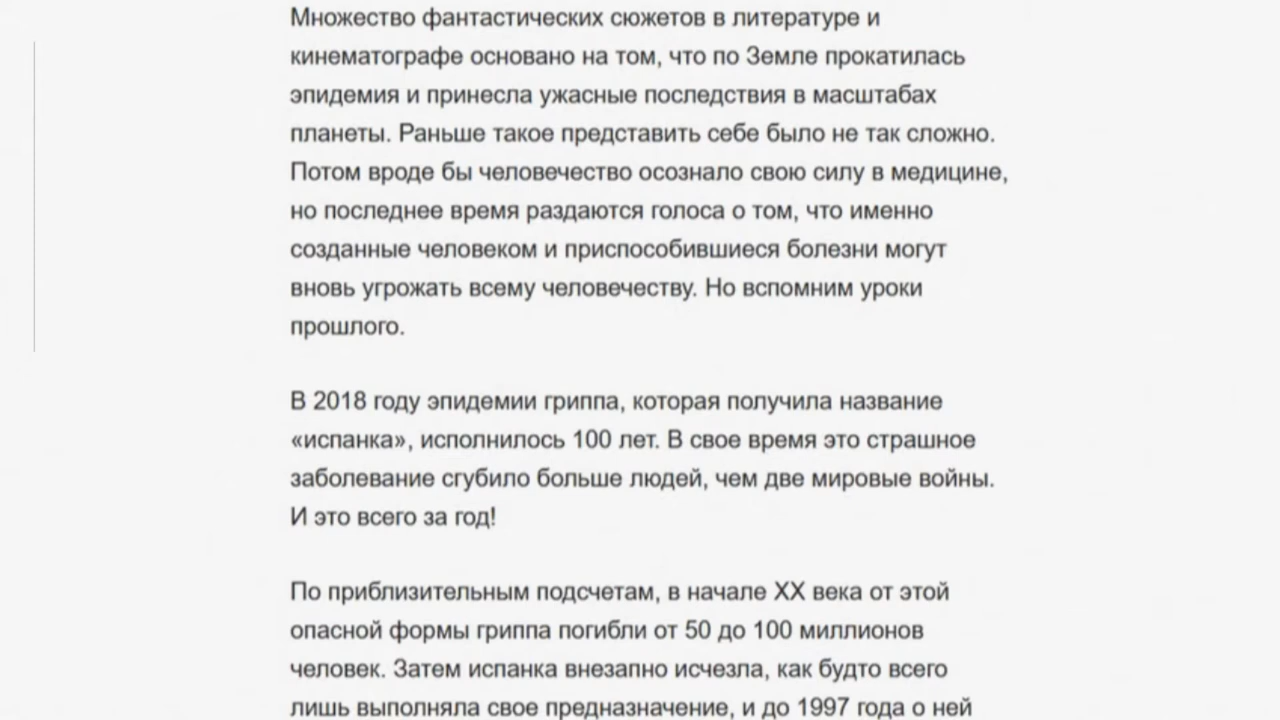 Множество фантастических сюжетов в литературе и
кинематографе основано на том, что по Земле прокатилась
эпидемия и принесла ужасные последствия в масштабах
планеты. Раньше такое представить себе было не так сложно.
Потом вроде бы человечество осознало свою силу в медицине,
но последнее время раздаются голоса о том, что именно
созданные человеком и приспособившиеся болезни могут
вновь угрожать всему человечеству. Но вспомним уроки
прошлого.
В 2018 году эпидемии гриппа, которая получила название
«испанка», исполнилось 100 лет. В свое время это страшное
заболевание сгубило больше людей, чем две мировые войны.
И это всего за год!
По приблизительным подсчетам, в начале XX века от этой
опасной формы гриппа погибли от 50 до 100 миллионов
человек. Затем испанка внезапно исчезла, как будто всего
лишь выполняла свое предназначение, и до 1997 года о ней